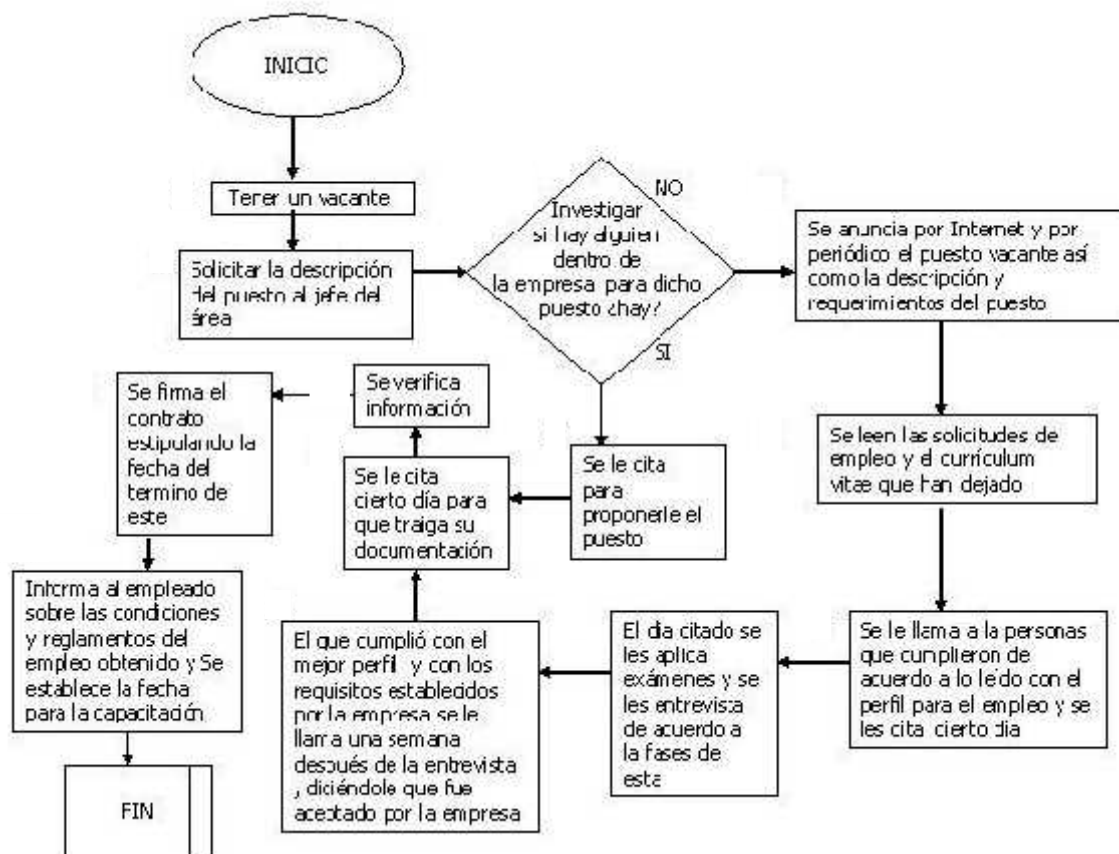 INICIO
Tener un vacante
Solicitar la descripción
del puesto al jefe del
área
Investigar
si hay alguien
dentro de
la empresa para dicho
puesto ¿hay?
NO
SI
Se anuncia por Internet y por
periódico el puesto vacante así
como la descripción y
requerimientos del puesto
Se leen las solicitudes de
empleo y el currículum
vitae que han dejado
Se le llama a la personas
que cumplieron de
acuerdo a lo leído con el
perfil para el empleo y se
les cita cierto día
El día citado se
les aplica
exámenes y se
les entrevista
de acuerdo a
la fases de
esta
El que cumplió con el
mejor perfil y con los
requisitos establecidos
por la empresa se le
llama una semana
después de la entrevista
, diciéndole que fue
aceptado por la empresa
Se le cita
para
proponerle el
puesto
Se le cita
cierto día para
que traiga su
documentación
Se verifica
información
Se firma el
contrato
estipulando la
fecha del
termino de
este
Informa al empleado
sobre las condiciones
y reglamentos del
empleo obtenido y Se
establece la fecha
para la capacitación
FIN